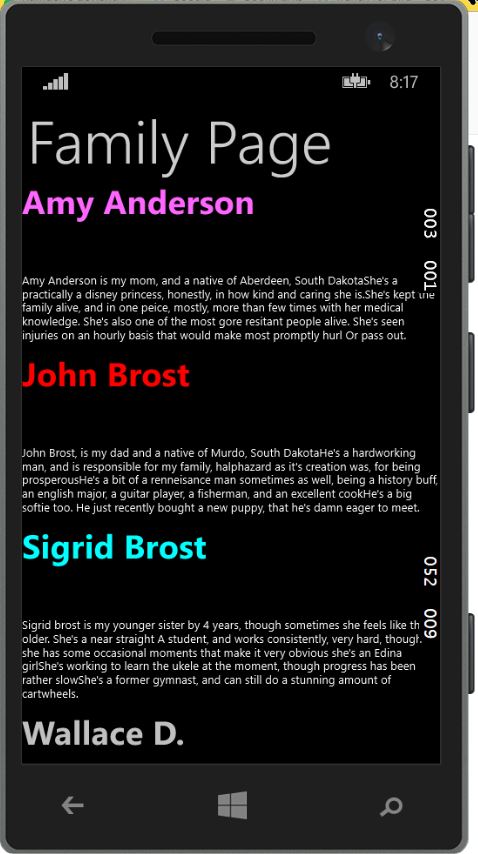 8:17
Family Page
Amy Anderson
003
001
Amy Anderson is my mom, and a native of Aberdeen, South DakotaShe's a
practically a disney princess, honestly, in how kind and caring she is.She's kept the
family alive, and in one peice, mostly, more than few times with her medical
knowledge. She's also one of the most gore resitant people alive. She's seen
injuries on an hourly basis that would make most promptly hurl Or pass out.
John Brost
John Brost, is my dad and a native of Murdo, South DakotaHe's a hardworking
man, and is responsible for my family, halphazard as it's creation was, for being
prosperousHe's a bit of a renneisance man sometimes as well, being a history buff,
an english major, a guitar player, a fisherman, and an excellent cookHe's a big
softie too. He just recently bought a new puppy, that he's damn eager to meet.
Sigrid Brost
052
009
Sigrid brost is my younger sister by 4 years, though sometimes she feels like
older. She's a near straight A student, and works consistently, very hard, though
she has some occasional moments that make it very obvious she's an Edina
girlShe's working to learn the ukele at the moment, though progress has been
rather slowShe's a former gymnast, and can still do a stunning amount of
cartwheels.
Wallace D.